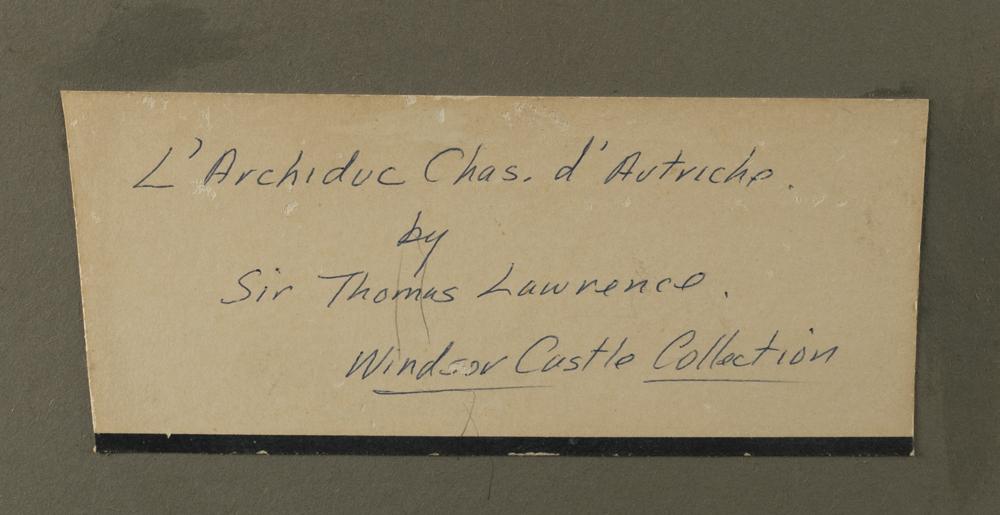 L'Archiduc Chas. d'Autriche.
by
Sir Thomas Lawrence.
Windsor Castle Collection